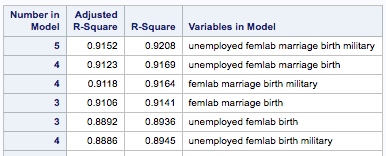 Number in Model Adjusted R-Square R-Square Variables in Model
5 0.9152 0.9208 unemployed femlab marriage birth military
4 0.9123 0.9169 unemployed femlab marriage birth
4 0.9118 0.9164 femlab marriage birth military
3 0.9106 0.9141 femlab marriage birth
3 0.8892 0.8936 unemployed femlab birth
4 0.8886 0.8945 unemployed femlab birth military